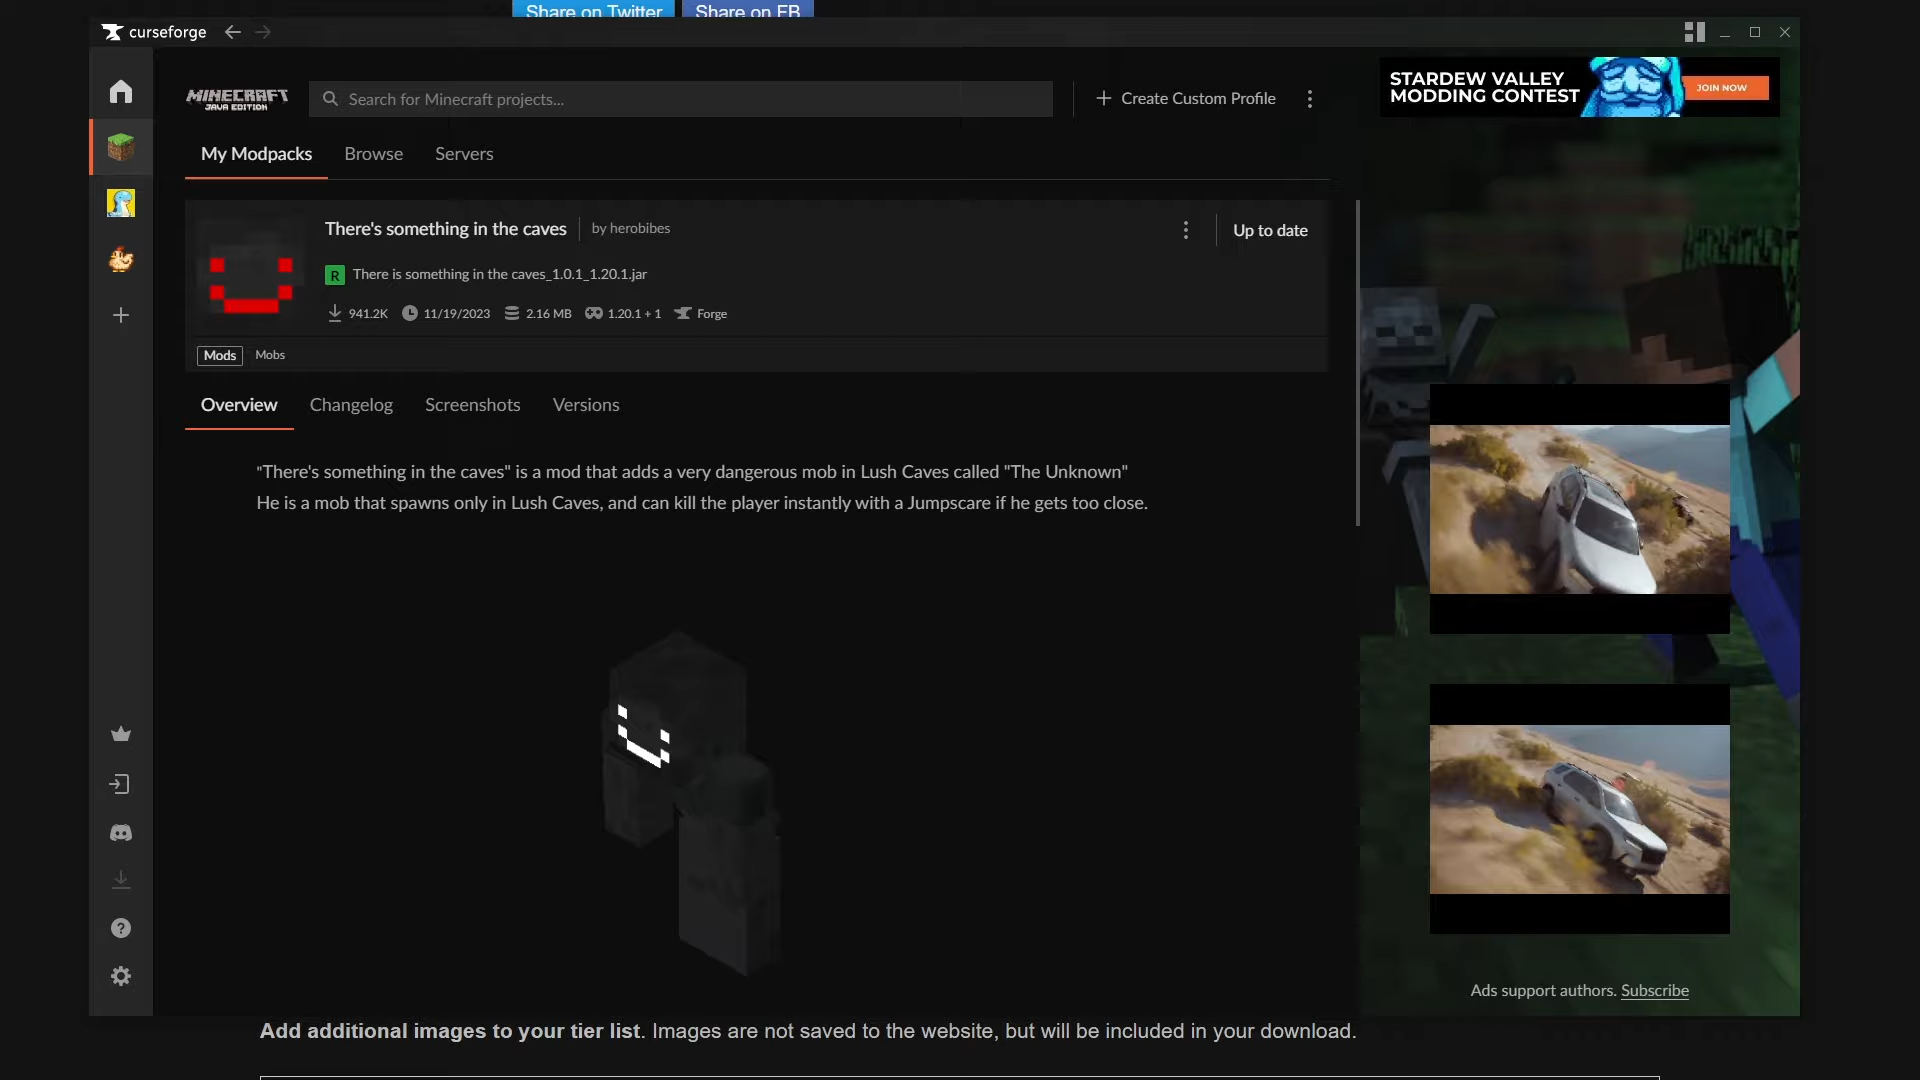 Share on Twitter
Share on FB
curseforge
MINECRAFT
JAVA EDITION
Search for Minecraft projects...
Create Custom Profile
STARDEW VALLEY
MODDING CONTEST
JOIN NOW
My Modpacks
Browse
Servers
There's something in the caves
by herobibes
Up to date
R
There is something in the caves_1.0.1_1.20.1.jar
941.2K
11/19/2023
2.16 MB
1.20.1 + 1
Forge
Mods
Mobs
Overview
Changelog
Screenshots
Versions
"There's something in the caves" is a mod that adds a very dangerous mob in Lush Caves called "The Unknown"
He is a mob that spawns only in Lush Caves, and can kill the player instantly with a Jumpscare if he gets too close.
Ads support authors. Subscribe
Add additional images to your tier list. Images are not saved to the website, but will be included in your download.